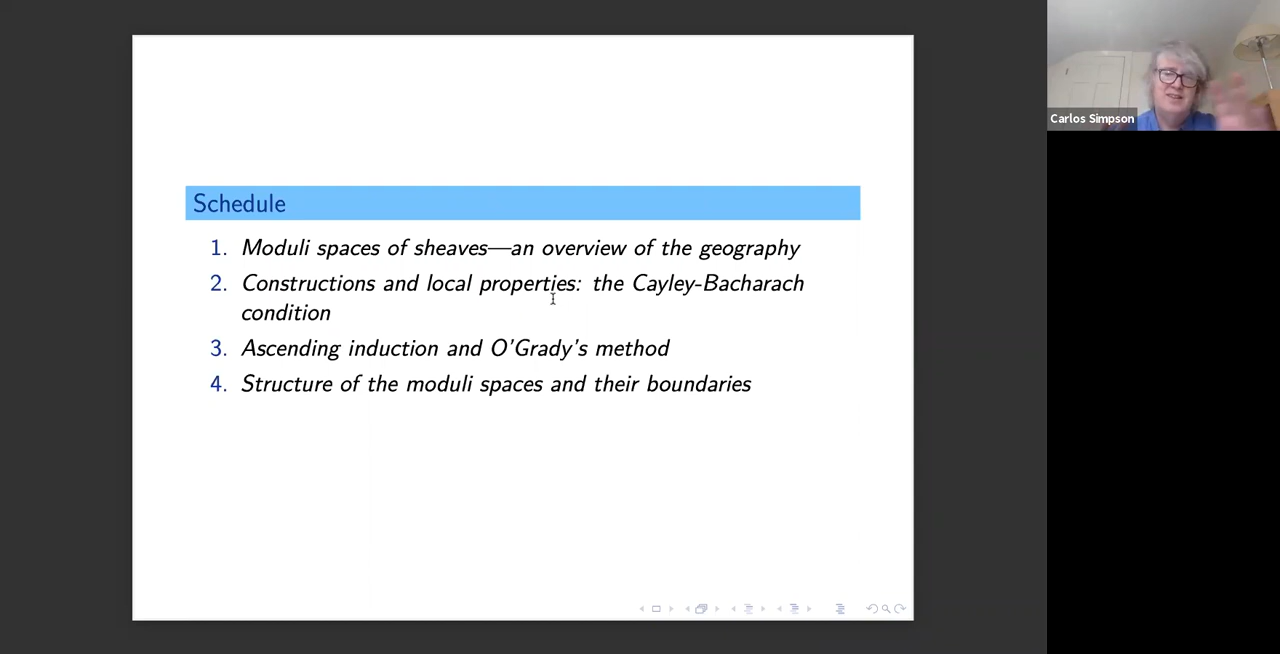 Schedule
1. Moduli spaces of sheaves—an overview of the geography
2. Constructions and local properties: the Cayley-Bacharach
condition
3. Ascending induction and O'Grady's method
4. Structure of the moduli spaces and their boundaries
Carlos Simpson